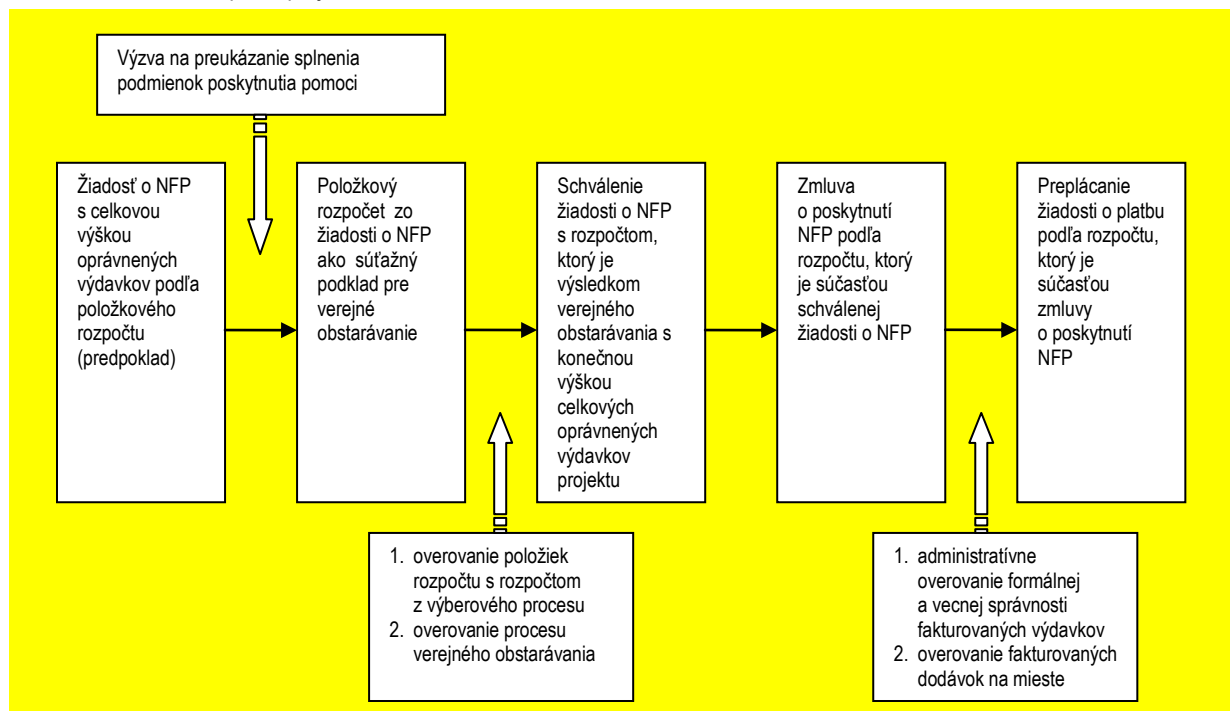 Výzva na preukázanie splnenia
podmienok poskytnutia pomoci
Žiadosť o NFP
s celkovou
výškou
oprávnených
výdavkov podľa
položkového
rozpočtu
(predpoklad)
Položkový
rozpočet zo
žiadosti o NFP
ako súťažný
podklad pre
verejné
obstarávanie
Schválenie
žiadosti o NFP
s rozpočtom,
ktorý je
výsledkom
verejného
obstarávania s
konečnou
výškou
celkových
oprávnených
výdavkov
projektu
Zmluva
o poskytnutí
NFP podľa
rozpočtu, ktorý
je súčasťou
schválenej
žiadosti o NFP
Preplácanie
žiadosti o platbu
podľa rozpočtu,
ktorý je
súčasťou
zmluvy
o poskytnutí
NFP
1. overovanie položiek
rozpočtu s rozpočtom
z výberového procesu
2. overovanie procesu
verejného obstarávania
1. administratívne
overovanie formálnej
a vecnej správnosti
fakturovaných výdavkov
2. overovanie fakturovaných
dodávok na mieste